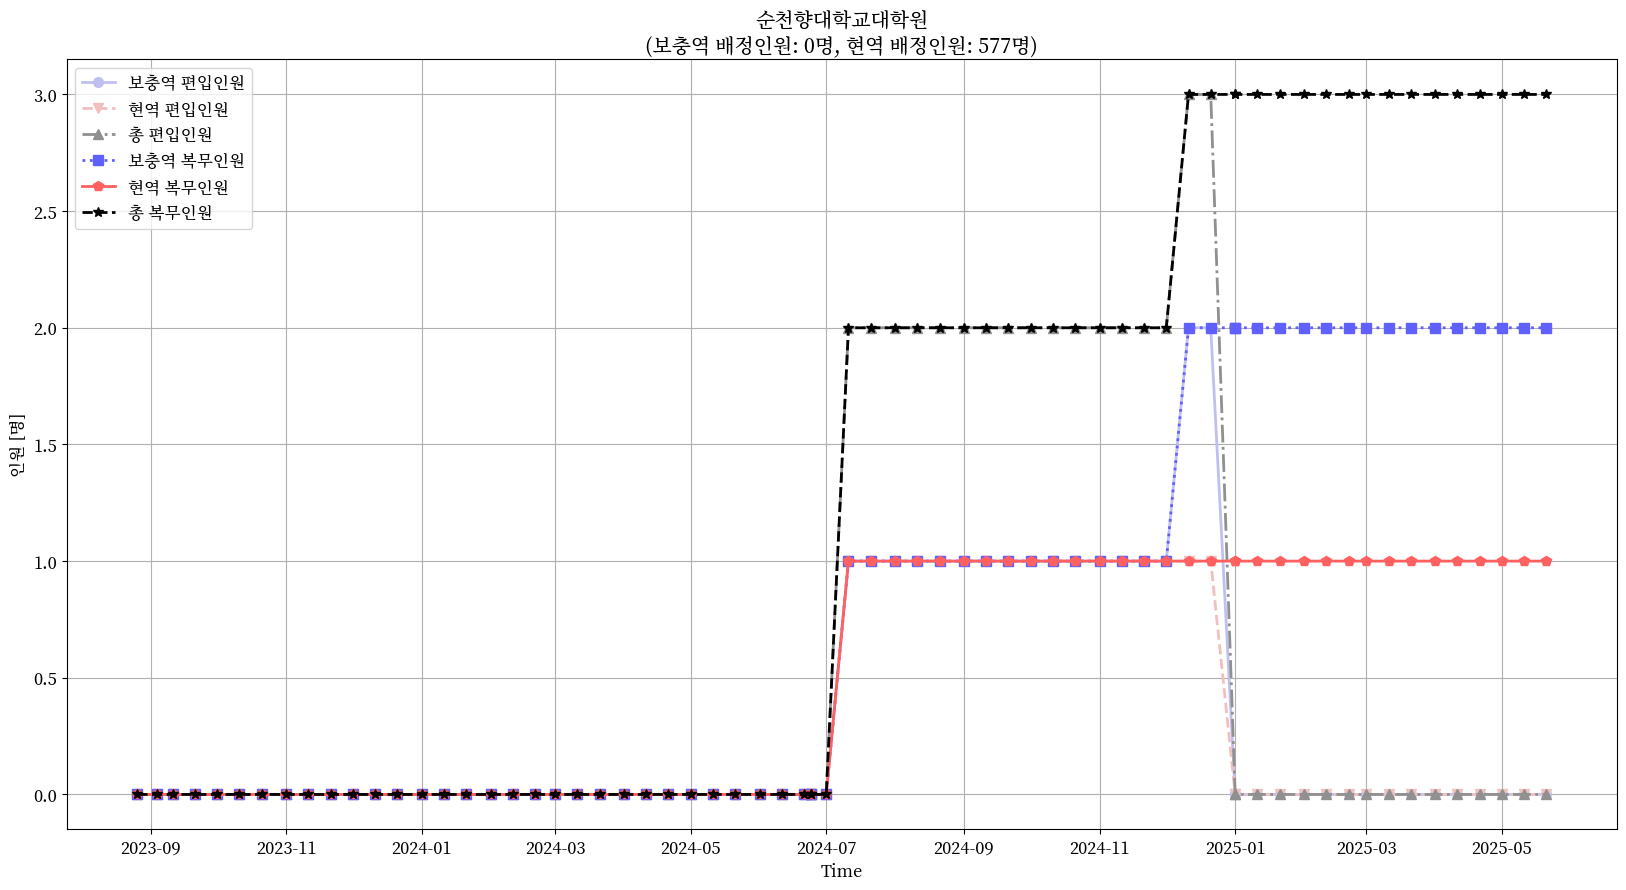 순천향대학교대학원
(보충역 배정인원: 0명, 현역 배정인원: 577명)
보충역 편입인원
현역 편입인원
총 편입인원
보충역 복무인원
현역 복무인원
총 복무인원
3.0
2.5
2.0
1.5
1.0
0.5
0.0
인원 [명]
2023-09 2023-11 2024-01 2024-03 2024-05 2024-07 2024-09 2024-11 2025-01 2025-03 2025-05
Time